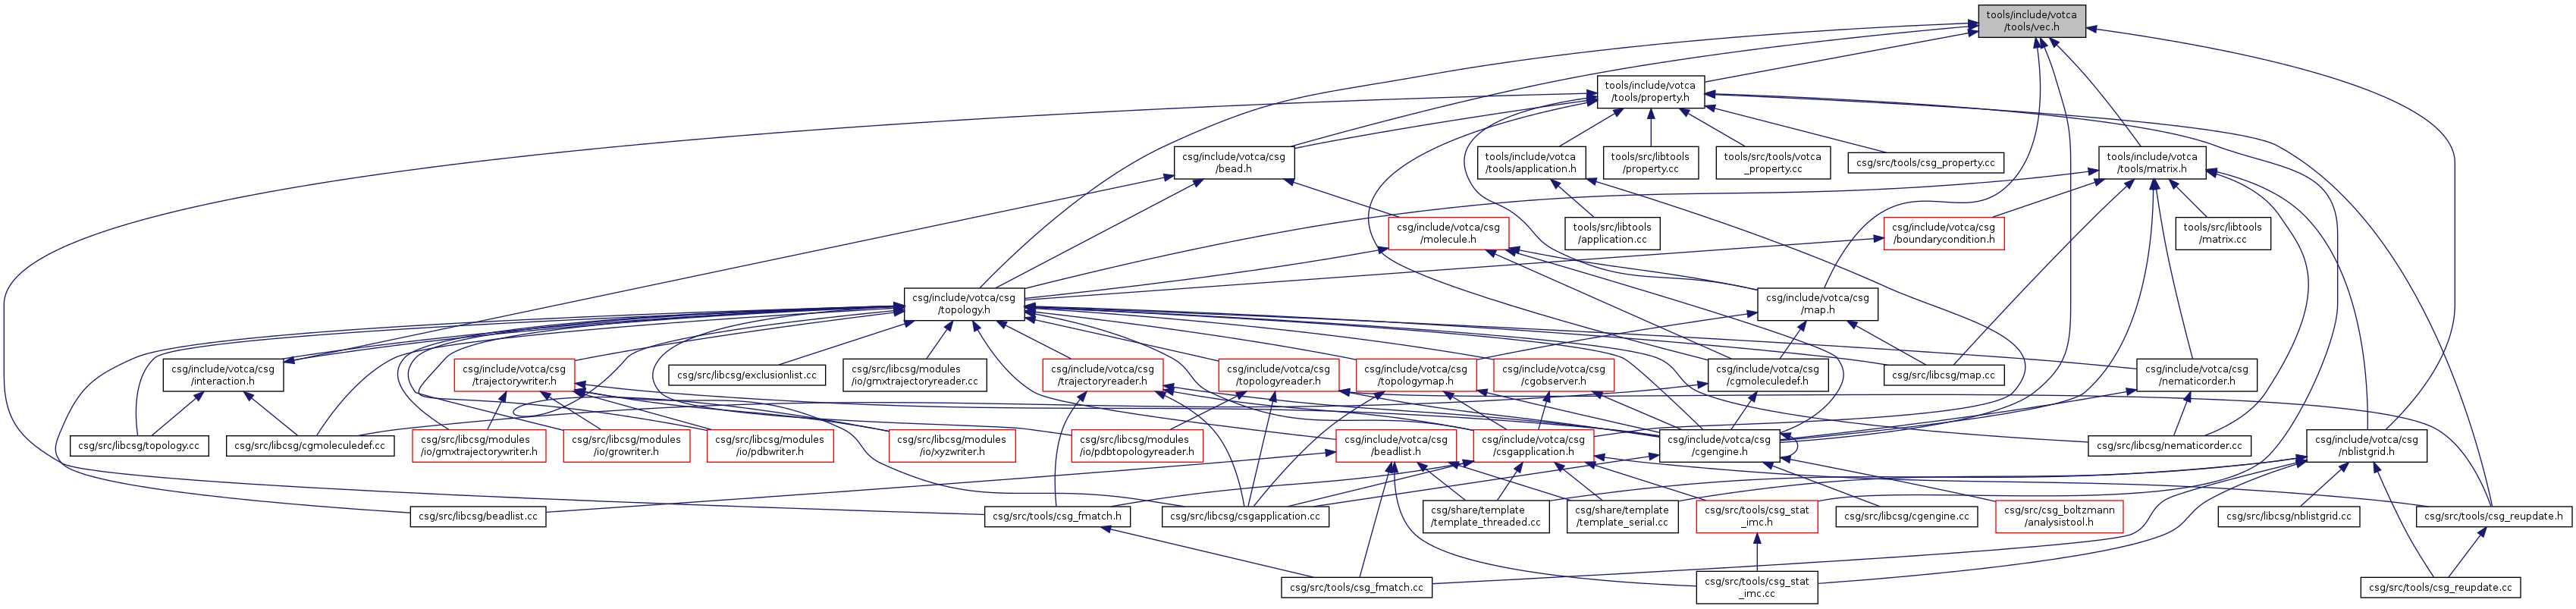 tools/include/votca
/tools/vec.h
tools/include/votca
/tools/property.h
csg/include/votca/csg
/bead.h
tools/include/votca
/tools/application.h
tools/src/libtools
/property.cc
tools/src/tools/votca
_property.cc
csg/src/tools/csg_property.cc
tools/include/votca
/tools/matrix.h
csg/include/votca/csg
/molecule.h
tools/src/libtools
/application.cc
csg/include/votca/csg
/boundarycondition.h
tools/src/libtools
/matrix.cc
csg/include/votca/csg
/topology.h
csg/include/votca/csg
/map.h
csg/include/votca/csg
/interaction.h
csg/include/votca/csg
/trajectorywriter.h
csg/src/libcsg/exclusionlist.cc
csg/src/libcsg/modules
/io/gmxtrajectoryreader.cc
csg/include/votca/csg
/trajectoryreader.h
csg/include/votca/csg
/topologyreader.h
csg/include/votca/csg
/topologymap.h
csg/include/votca/csg
/cgobserver.h
csg/include/votca/csg
/cgmoleculedef.h
csg/src/libcsg/map.cc
csg/include/votca/csg
/nematicorder.h
csg/src/libcsg/topology.cc
csg/src/libcsg/cgmoleculedef.cc
csg/src/libcsg/modules
/io/gmxtrajectorywriter.h
csg/src/libcsg/modules
/io/growriter.h
csg/src/libcsg/modules
/io/pdbwriter.h
csg/src/libcsg/modules
/io/xyzwriter.h
csg/src/libcsg/modules
/io/pdbtopologyreader.h
csg/include/votca/csg
/beadlist.h
csg/include/votca/csg
/csgapplication.h
csg/include/votca/csg
/cgengine.h
csg/src/libcsg/nematicorder.cc
csg/include/votca/csg
/nblistgrid.h
csg/src/libcsg/beadlist.cc
csg/src/tools/csg_fmatch.h
csg/src/libcsg/csgapplication.cc
csg/share/template
/template_threaded.cc
csg/share/template
/template_serial.cc
csg/src/tools/csg_stat
_imc.h
csg/src/libcsg/cgengine.cc
csg/src/csg_boltzmann
/analysistool.h
csg/src/libcsg/nblistgrid.cc
csg/src/tools/csg_reupdate.h
csg/src/tools/csg_fmatch.cc
csg/src/tools/csg_stat
_imc.cc
csg/src/tools/csg_reupdate.cc